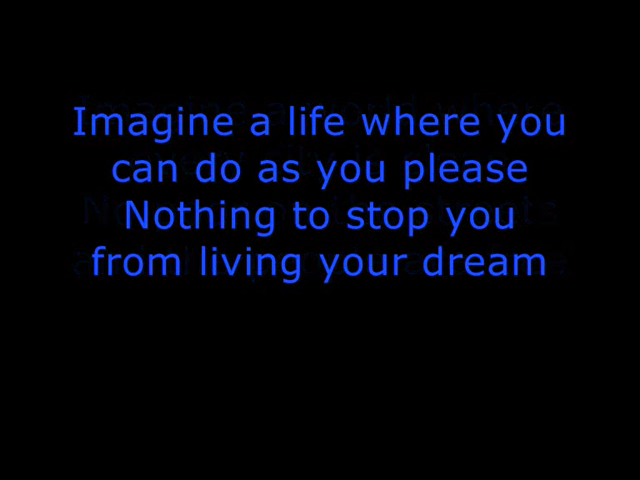 Imagine a life where you
can do as you please
Nothing to stop you
from living your dream